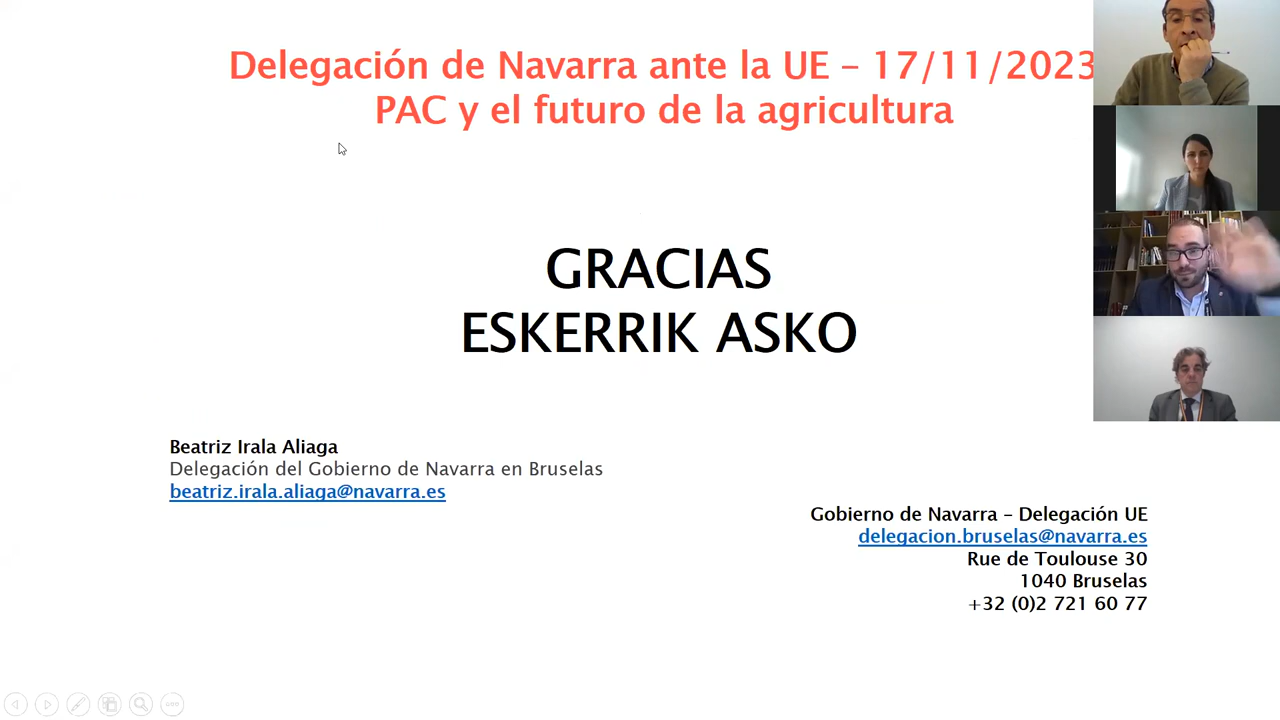 Delegación de Navarra ante la UE – 17/11/2023
PAC y el futuro de la agricultura
GRACIAS
ESKERRIK ASKO
Beatriz Irala Aliaga
Delegación del Gobierno de Navarra en Bruselas
beatriz.irala.aliaga@navarra.es
Gobierno de Navarra – Delegación UE
delegacion.bruselas@navarra.es
Rue de Toulouse 30
1040 Bruselas
+32 (0)2 721 60 77